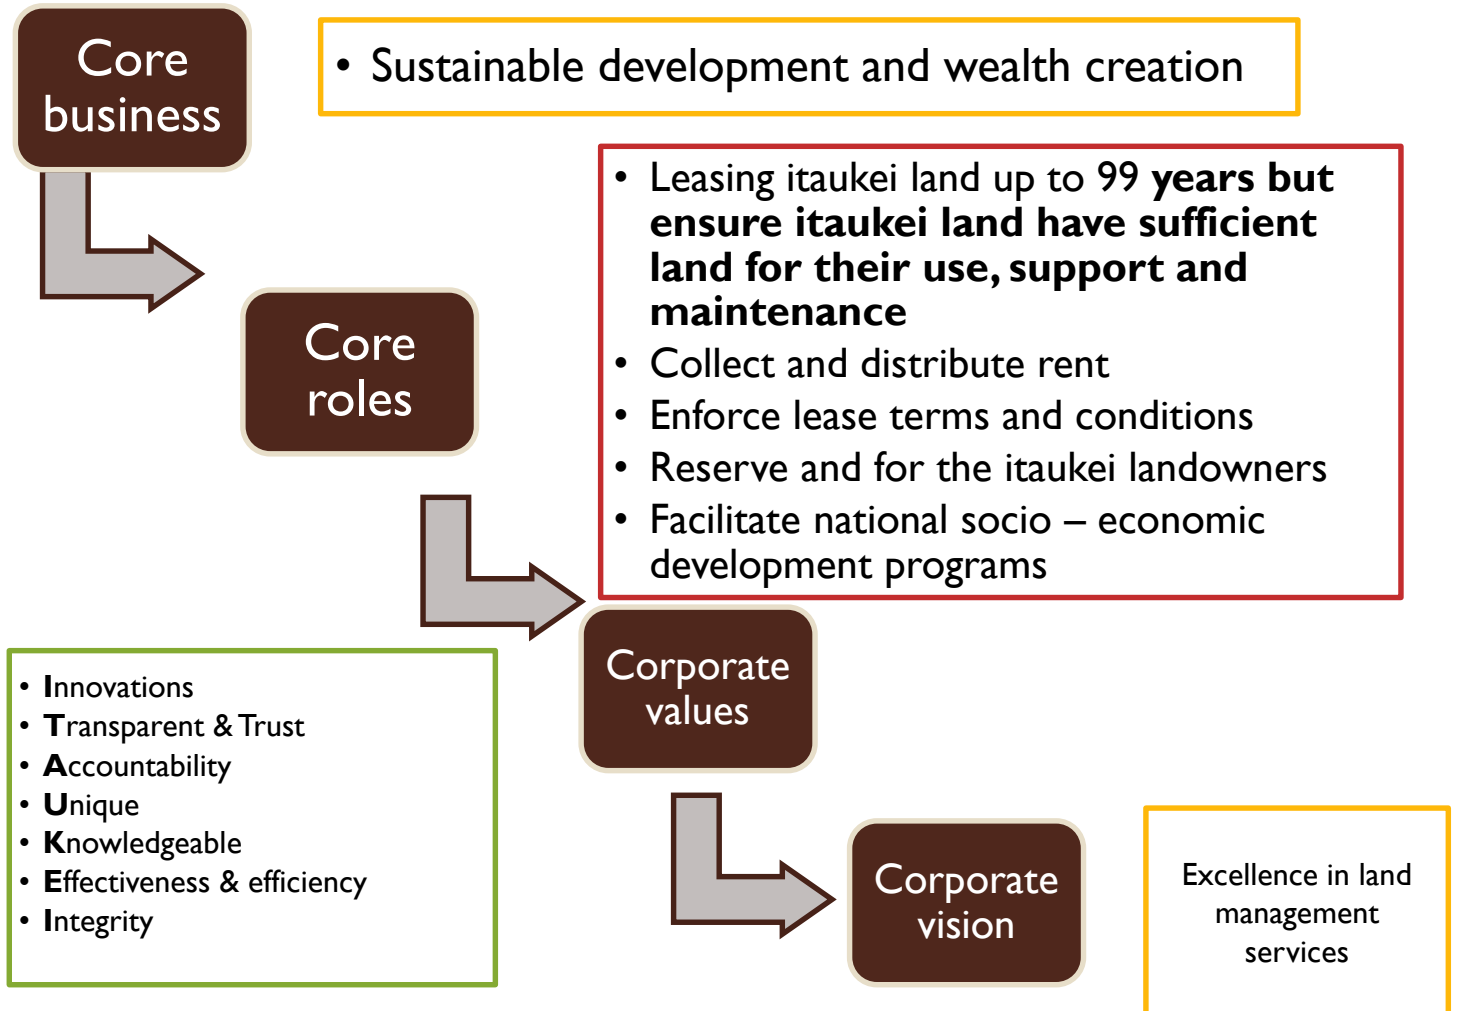 Core
business
• Sustainable development and wealth creation
Core
roles
• Leasing itaukei land up to 99 years but
ensure itaukei land have sufficient
land for their use, support and
maintenance
• Collect and distribute rent
• Enforce lease terms and conditions
• Reserve and for the itaukei landowners
• Facilitate national socio – economic
development programs
Corporate
values
• Innovations
• Transparent & Trust
• Accountability
• Unique
• Knowledgeable
• Effectiveness & efficiency
• Integrity
Corporate
vision
Excellence in land
management
services